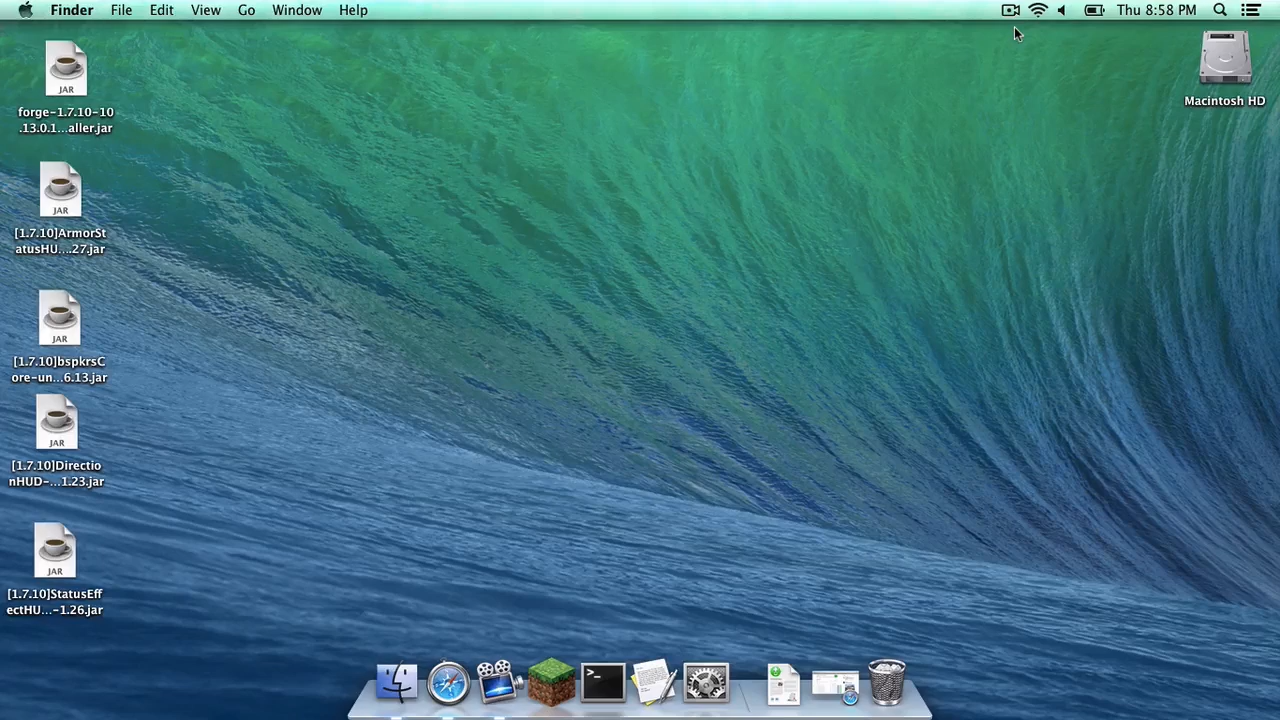 Finder File Edit View Go Window Help Thu 8:58 PM
Macintosh HD
JAR
forge-1.7.10-10
.13.0.1...aller.jar
JAR
[1.7.10]ArmorSt
atusHU....27.jar
JAR
[1.7.10]bspkrsC
ore-un...6.13.jar
JAR
[1.7.10]Directio
nHUD-...1.23.jar
JAR
[1.7.10]StatusEff
ectHU...-1.26.jar
>_